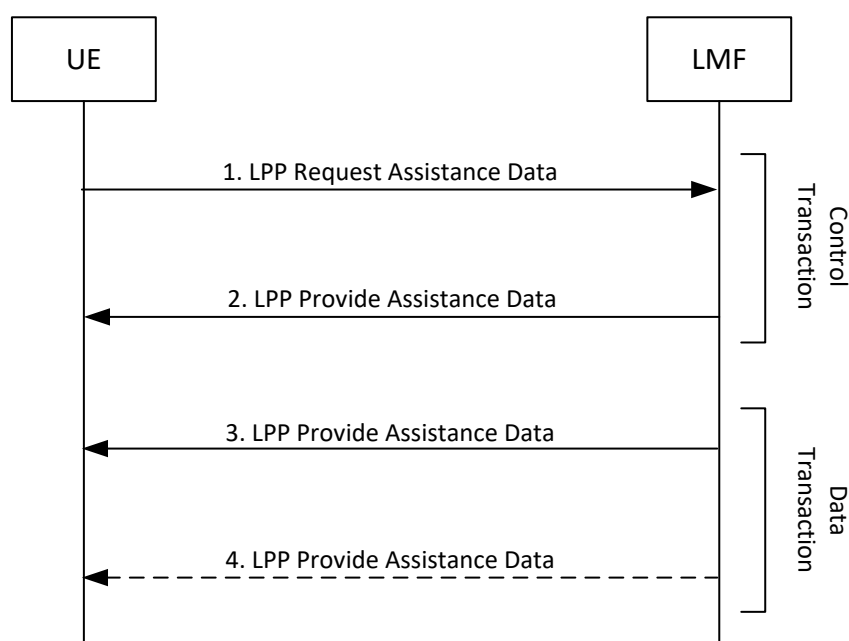 UE
LMF
1. LPP Request Assistance Data
Control
Transaction
2. LPP Provide Assistance Data
3. LPP Provide Assistance Data
Data
Transaction
4. LPP Provide Assistance Data